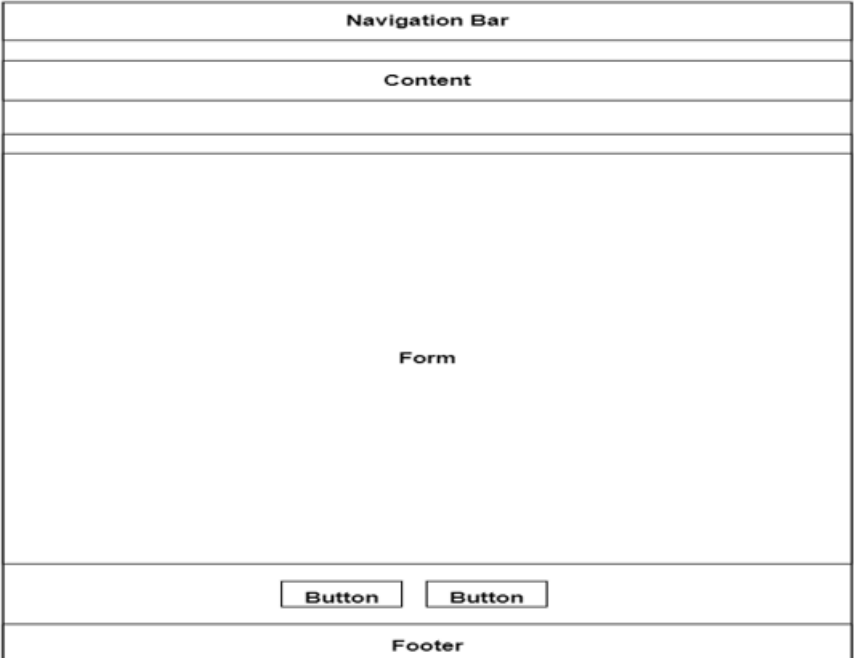 Navigation Bar
Content
Form
Button Button
Footer